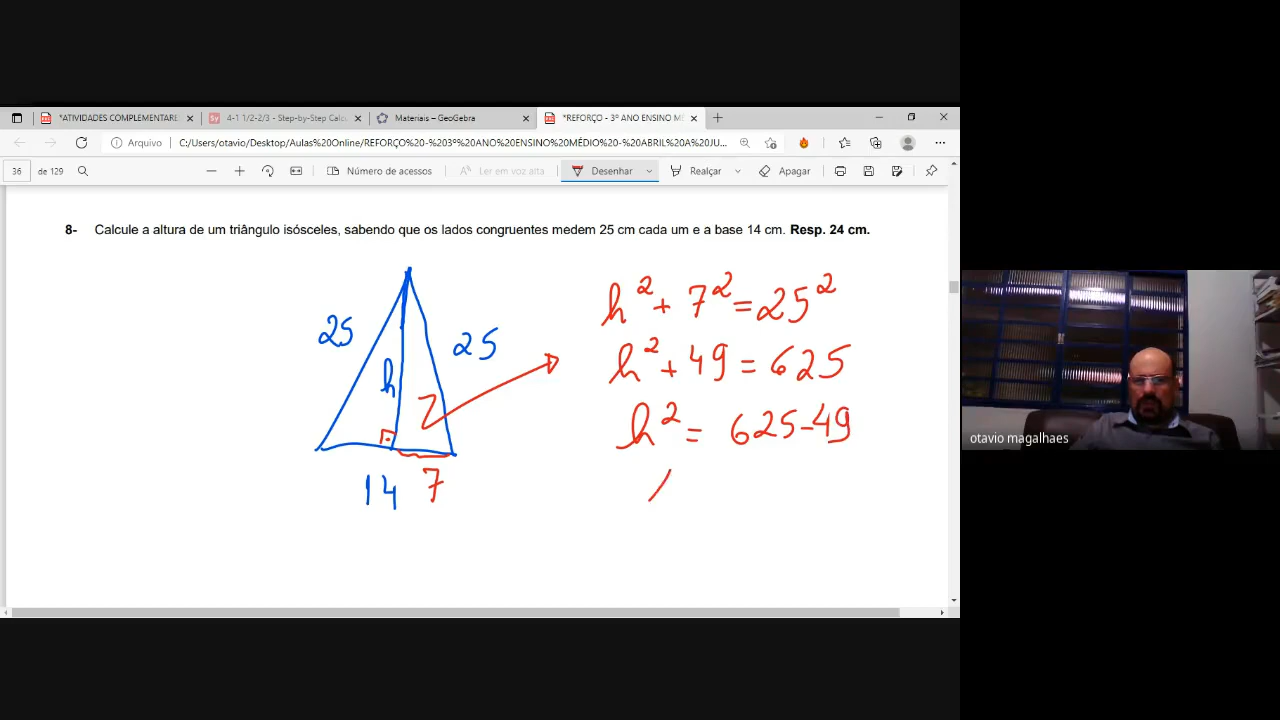 *ATIVIDADES COMPLEMENTARE
4-1 1/2-2/3 - Step-by-Step Calcu
Materiais – GeoGebra
*REFORÇO - 3º ANO ENSINO MÉ
Arquivo
C:/Users/otavio/Desktop/Aulas%20Online/REFORÇO%20-%203º%20ANO%20ENSINO%20MÉDIO%20-%20ABRIL%20A%20JU...
36 de 129
Número de acessos
Ler em voz alta
Desenhar
Realçar
Apagar
8- Calcule a altura de um triângulo isósceles, sabendo que os lados congruentes medem 25 cm cada um e a base 14 cm. Resp. 24 cm.
25
25
h
14
7
h² + 7² = 25²
h² + 49 = 625
h² = 625-49
otavio magalhaes